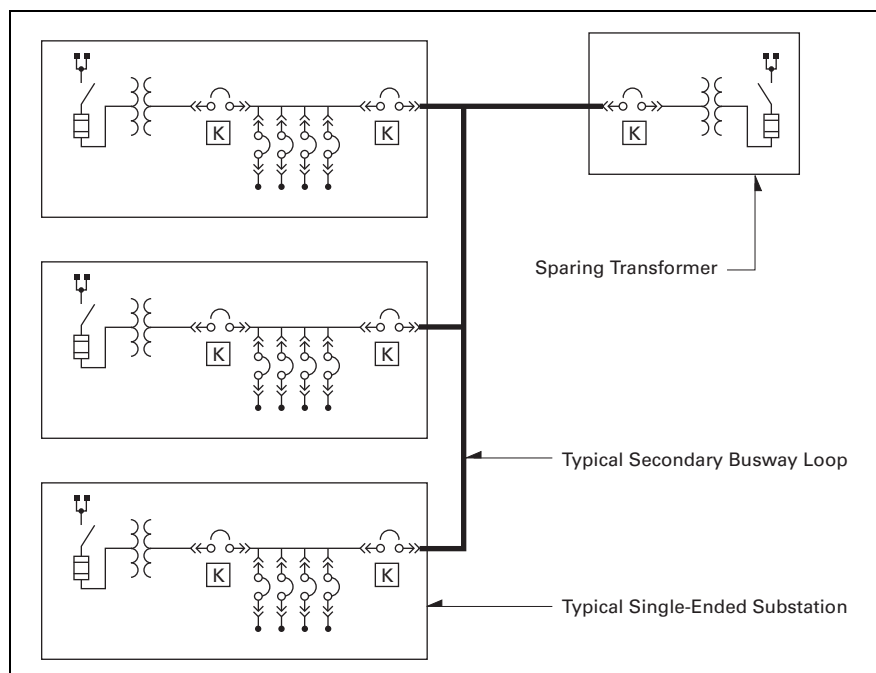 K
K
K
Sparing Transformer
K
K
Typical Secondary Busway Loop
K
K
Typical Single-Ended Substation